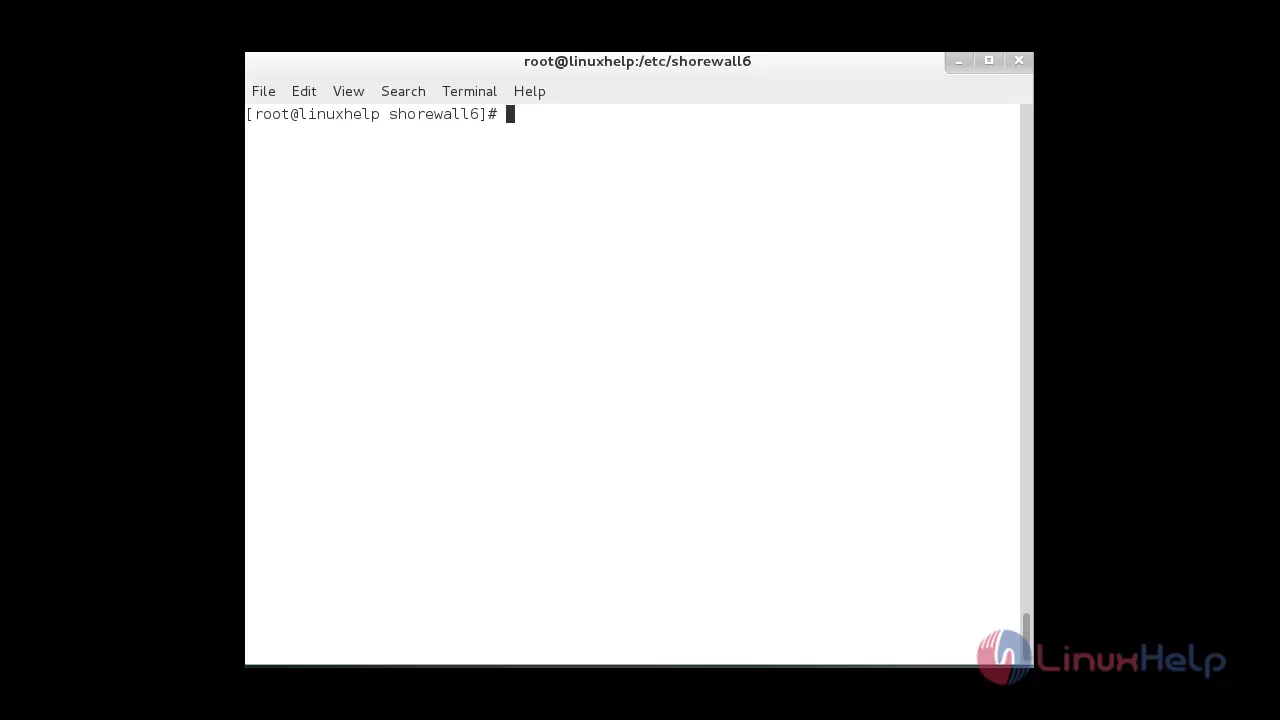 root@linuxhelp:/etc/shorewall6
File Edit View Search Terminal Help
[root@linuxhelp shorewall6]#
LinuxHelp